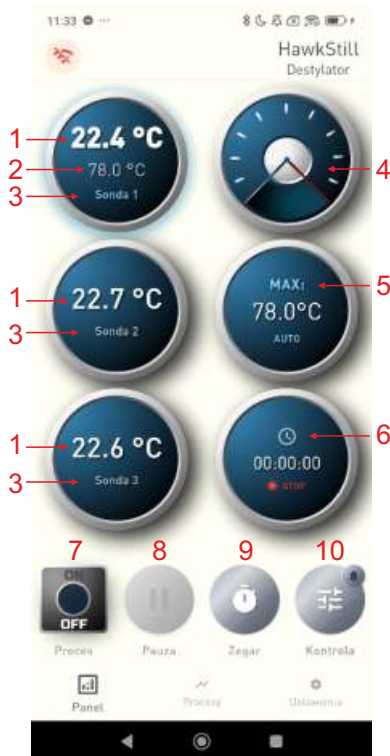 11:33
HawkStill
Destylator
1
22.4 °C
2
78.0 °C
3
Sonda 1
4
1
22.7 °C
3
Sonda 2
5
MAX:
78.0°C
AUTO
1
22.6 °C
3
Sonda 3
6
00:00:00
STOP
7
8
9
10
ON
OFF
Proces
Pauza
Zegar
Kontrola
Panel
Procesy
Ustawienia